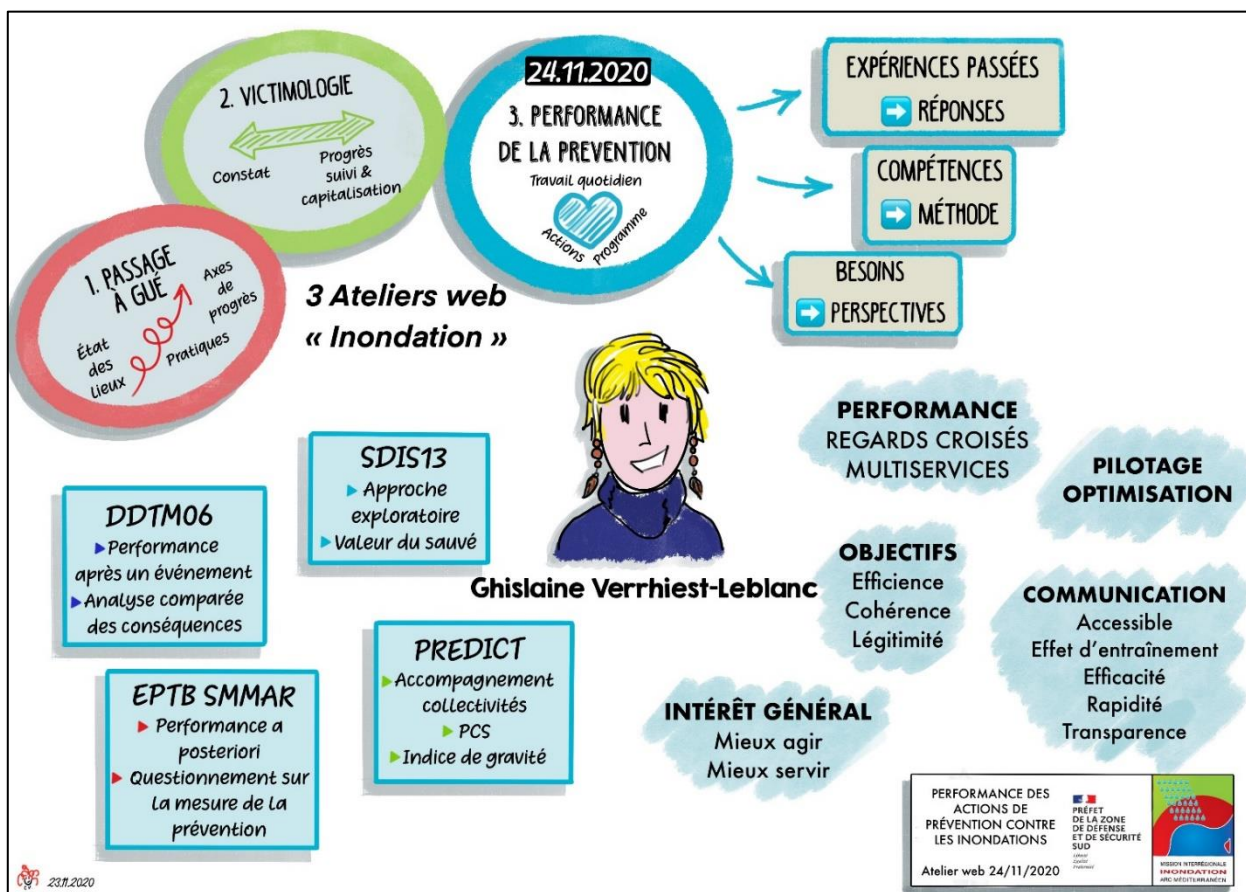 2. VICTIMOLOGIE
Constat
Progrès
suivi &
capitalisation
1. PASSAGE
À GUÉ
État
des
lieux
Pratiques
Axes
de
progrès
24.11.2020
3. PERFORMANCE
DE LA PREVENTION
Travail quotidien
Actions
Programme
EXPÉRIENCES PASSÉES
➡ RÉPONSES
COMPÉTENCES
➡ MÉTHODE
BESOINS
➡ PERSPECTIVES
3 Ateliers web
« Inondation »
Ghislaine Verrhiest-Leblanc
SDIS13
Approche
exploratoire
Valeur du sauvé
DDTM06
Performance
après un événement
Analyse comparée
des conséquences
PREDICT
Accompagnement
collectivités
PCS
Indice de gravité
EPTB SMMAR
Performance a
posteriori
Questionnement sur
la mesure de la
prévention
PERFORMANCE
REGARDS CROISÉS
MULTISERVICES
PILOTAGE
OPTIMISATION
OBJECTIFS
Efficience
Cohérence
Légitimité
COMMUNICATION
Accessible
Effet d'entraînement
Efficacité
Rapidité
Transparence
INTÉRÊT GÉNÉRAL
Mieux agir
Mieux servir
PERFORMANCE DES
ACTIONS DE
PRÉVENTION CONTRE
LES INONDATIONS
Atelier web 24/11/2020
PRÉFET
DE LA ZONE
DE DÉFENSE
ET DE SÉCURITÉ
SUD
Liberté
Égalité
Fraternité
MISSION INTERRÉGIONALE
INONDATION
ARC MÉDITERRANÉEN
23.11.2020